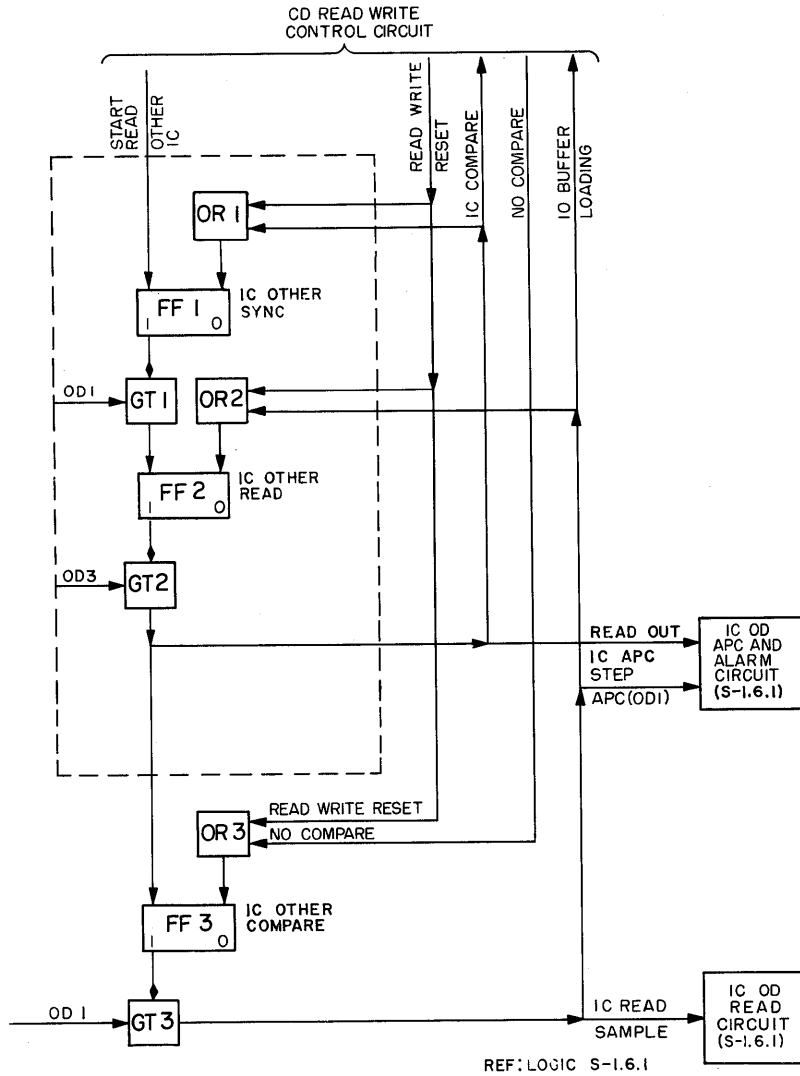 CD READ WRITE
CONTROL CIRCUIT
START
READ
OTHER
IC
READ WRITE
RESET
IC COMPARE
NO COMPARE
IO BUFFER
LOADING
OR 1
FF 1
1 0
IC OTHER
SYNC
OD1
GT1
OR2
FF 2
1 0
IC OTHER
READ
OD3
GT2
READ OUT
IC APC
STEP
APC(OD1)
IC OD
APC AND
ALARM
CIRCUIT
(S-1.6.1)
READ WRITE RESET
OR 3
NO COMPARE
FF 3
1 0
IC OTHER
COMPARE
OD 1
GT3
IC READ
SAMPLE
IC OD
READ
CIRCUIT
(S-1.6.1)
REF: LOGIC S-1.6.1